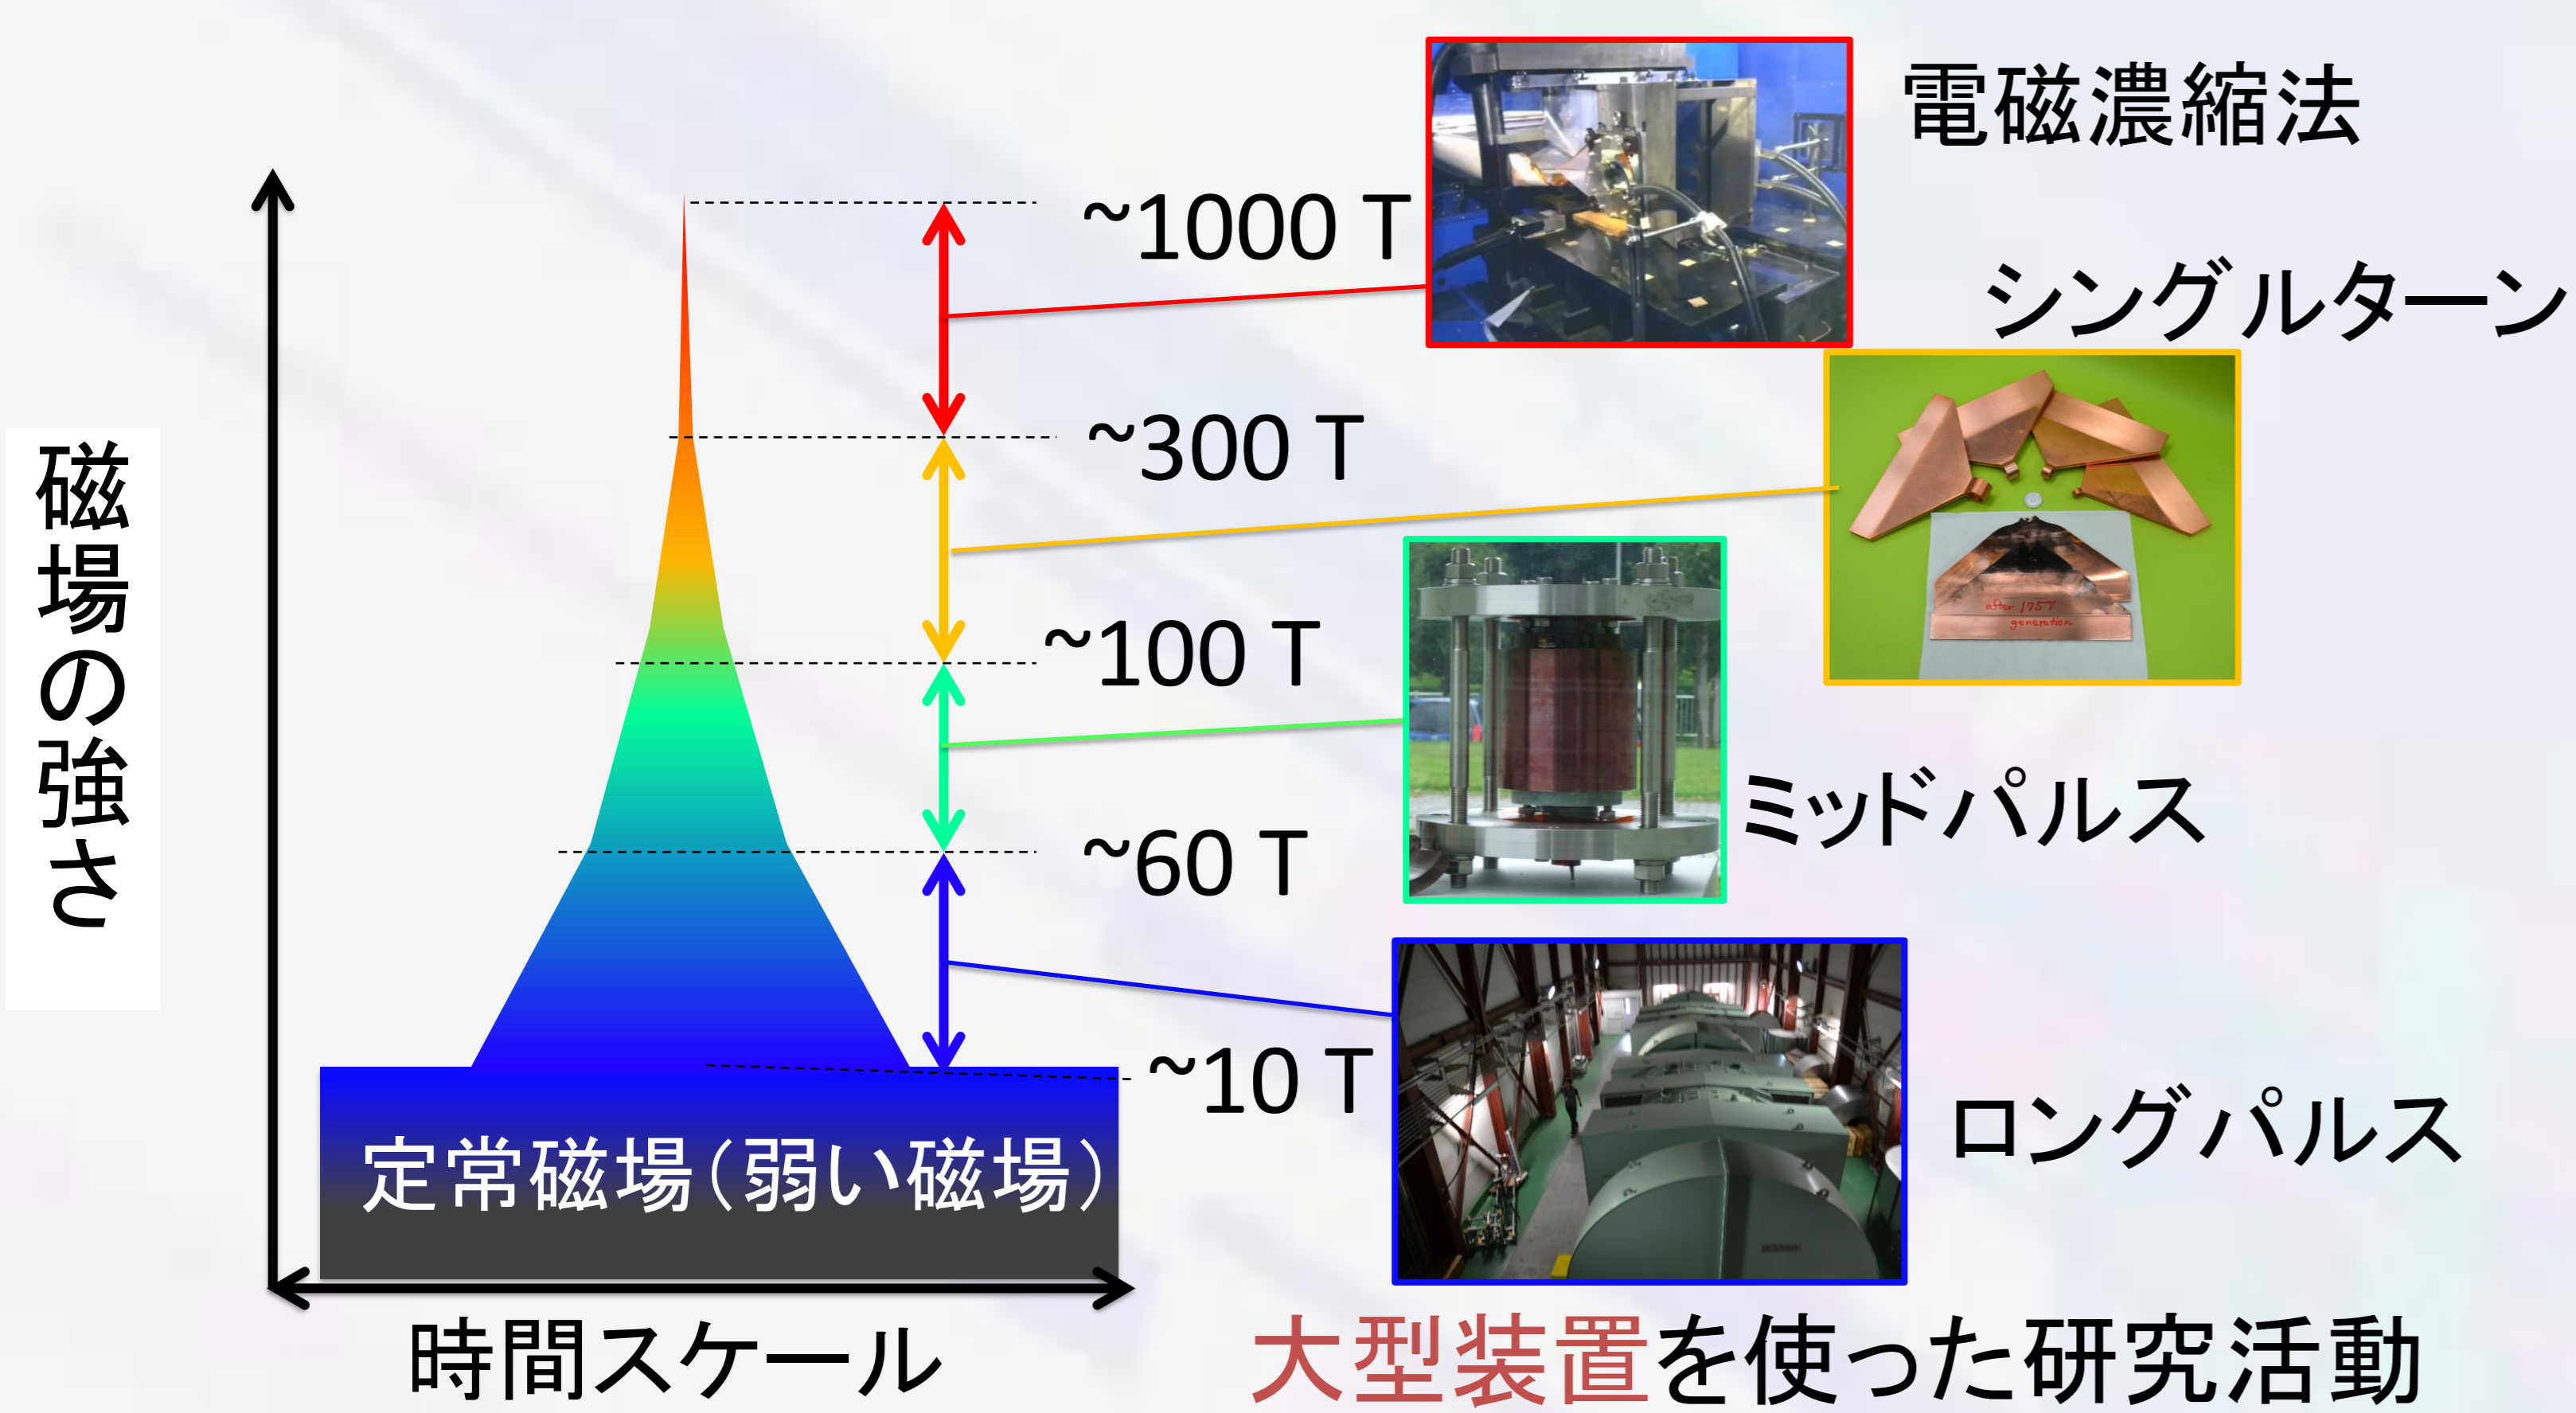 電磁濃縮法
~1000 T
シングルターン
~300 T
after 175T
generation
~100 T
ミッドパルス
~60 T
~10 T
ロングパルス
磁場の強さ
定常磁場（弱い磁場）
時間スケール
大型装置を使った研究活動